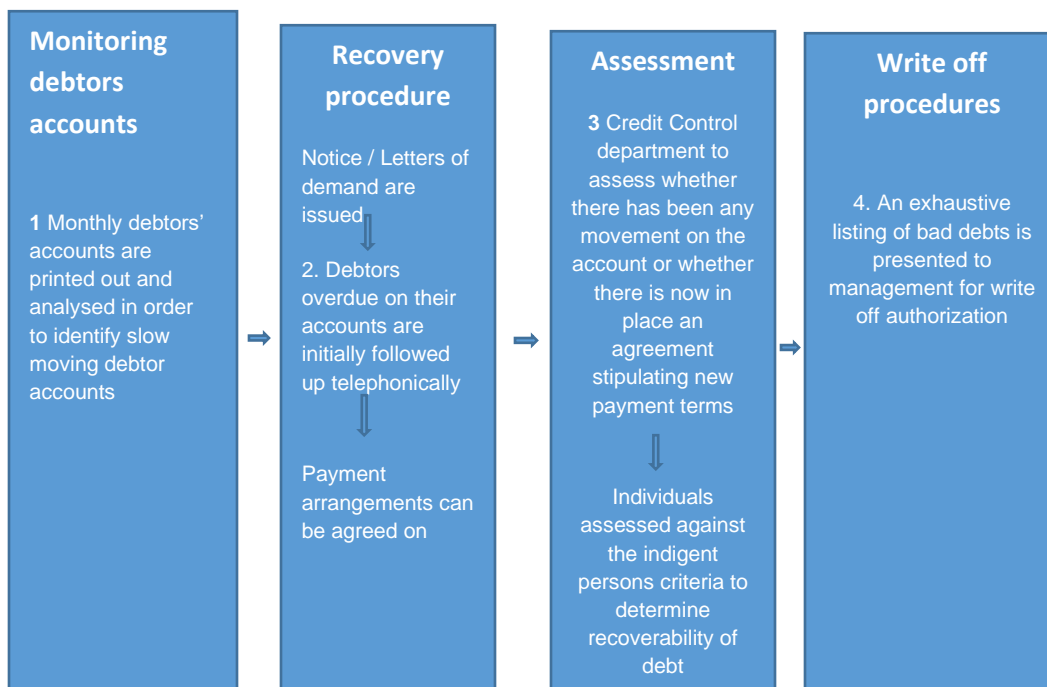 Monitoring
debtors
accounts
1 Monthly debtors’
accounts are
printed out and
analysed in order
to identify slow
moving debtor
accounts
Recovery
procedure
Notice / Letters of
demand are
issued
2. Debtors
overdue on their
accounts are
initially followed
up telephonically
Payment
arrangements can
be agreed on
Assessment
3 Credit Control
department to
assess whether
there has been any
movement on the
account or whether
there is now in
place an
agreement
stipulating new
payment terms
Individuals
assessed against
the indigent
persons criteria to
determine
recoverability of
debt
Write off
procedures
4. An exhaustive
listing of bad debts is
presented to
management for write
off authorization